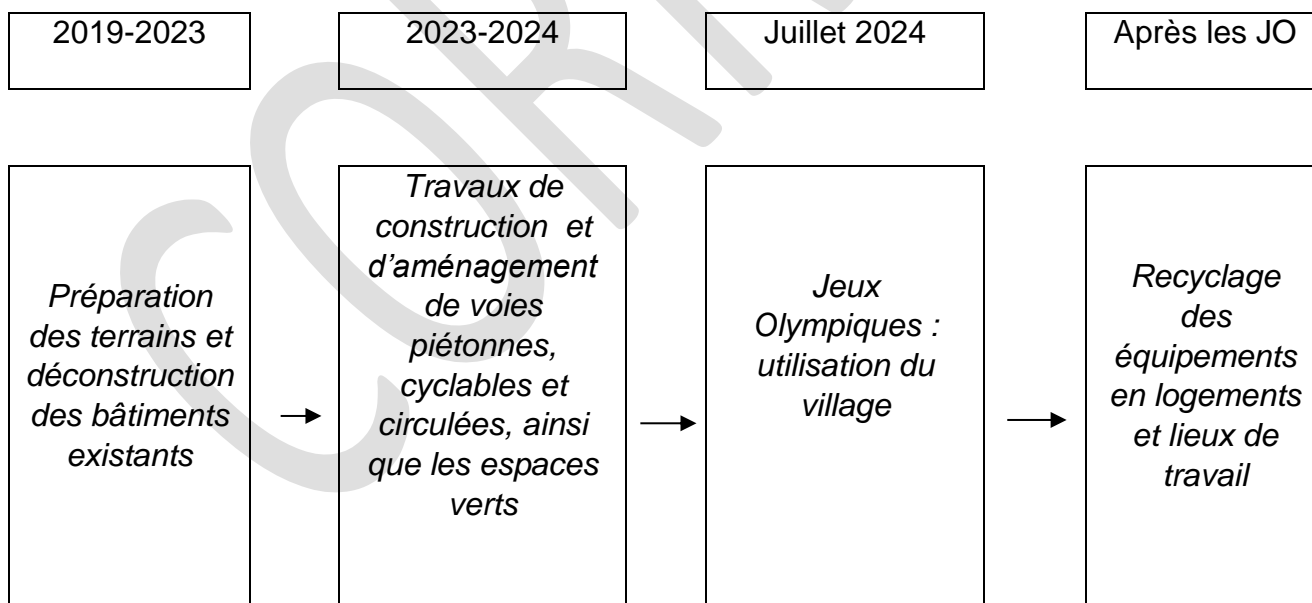 2019-2023
2023-2024
Juillet 2024
Après les JO
Préparation
des terrains et
déconstruction
des bâtiments
existants
Travaux de
construction et
d'aménagement
de voies
piétonnes,
cyclables et
circulées, ainsi
que les espaces
verts
Jeux
Olympiques :
utilisation du
village
Recyclage
des
équipements
en logements
et lieux de
travail